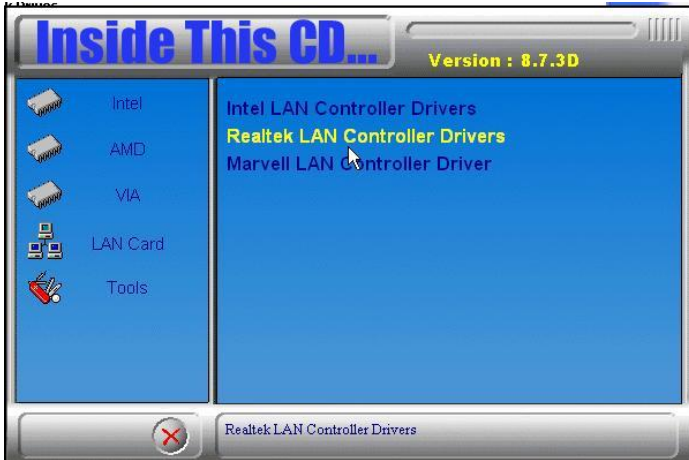 Inside This CD...
Version : 8.7.3D
Intel
AMD
VIA
LAN Card
Tools
Intel LAN Controller Drivers
Realtek LAN Controller Drivers
Marvell LAN Controller Driver
Realtek LAN Controller Drivers